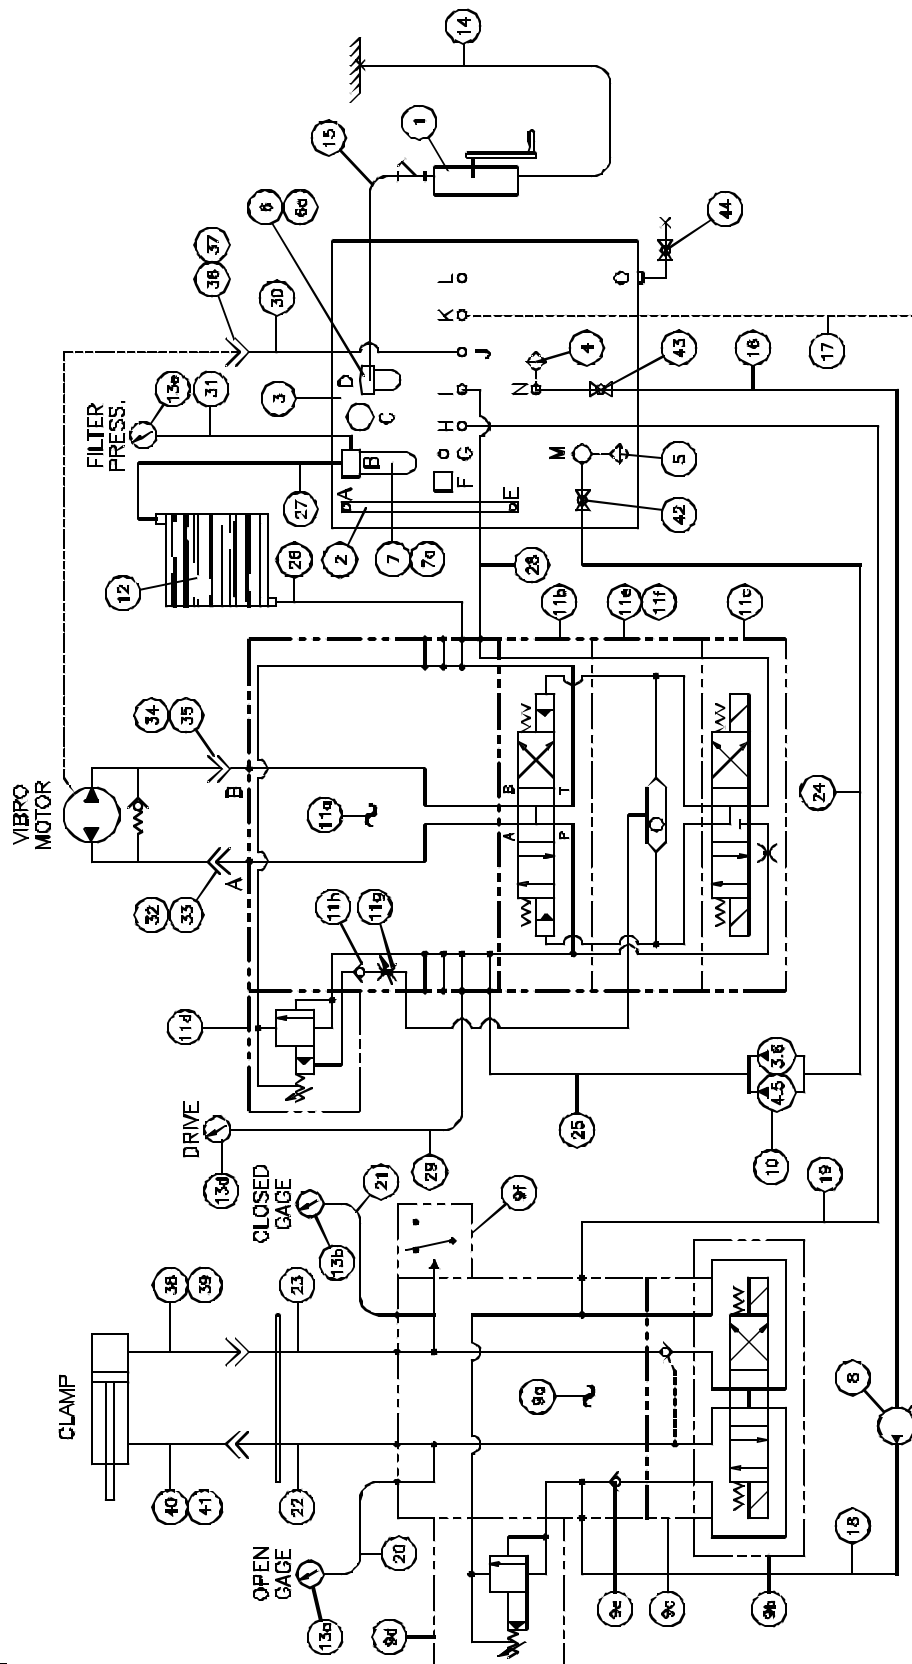 VIBRO
MOTOR
CLAMP
FILTER
PRESS.
14
12
32
33
34
35
40
41
38
39
36
37
13e
31
DRIVE
13d
11d
A
B
OPEN
GAGE
CLOSED
GAGE
22
23
26
27
30
3
6
6a
15
13a
13b
11h
11a
2
A
B
C
D
20
21
11g
7
7a
1
9d
29
F
G
H
I
J
K
L
E
9f
A
B
P
T
28
N
9a
11b
M
4
25
9e
11e
11f
5
42
43
O
9c
T
11c
44
16
9b
10
4.5
3.6
24
19
17
18
8